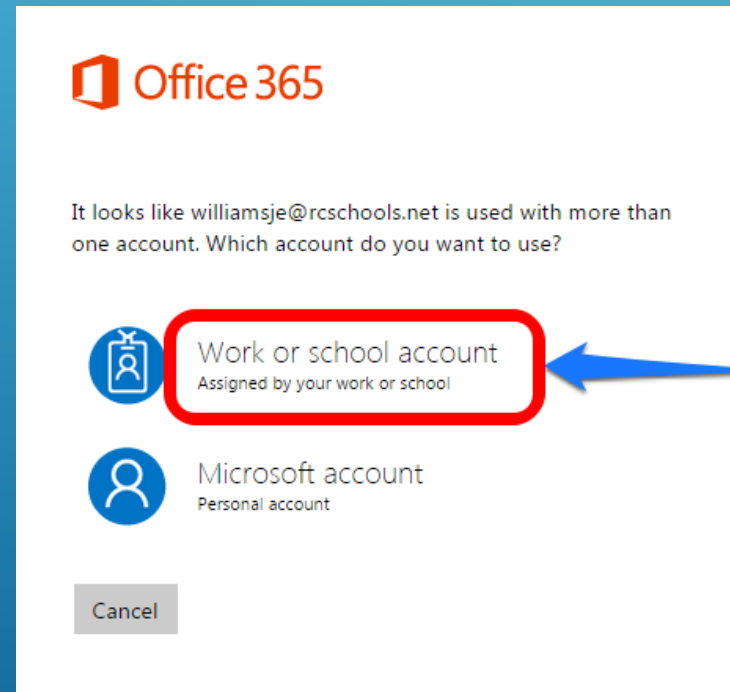 Office 365
It looks like williamsje@rcschools.net is used with more than
one account. Which account do you want to use?
Work or school account
Assigned by your work or school
Microsoft account
Personal account
Cancel